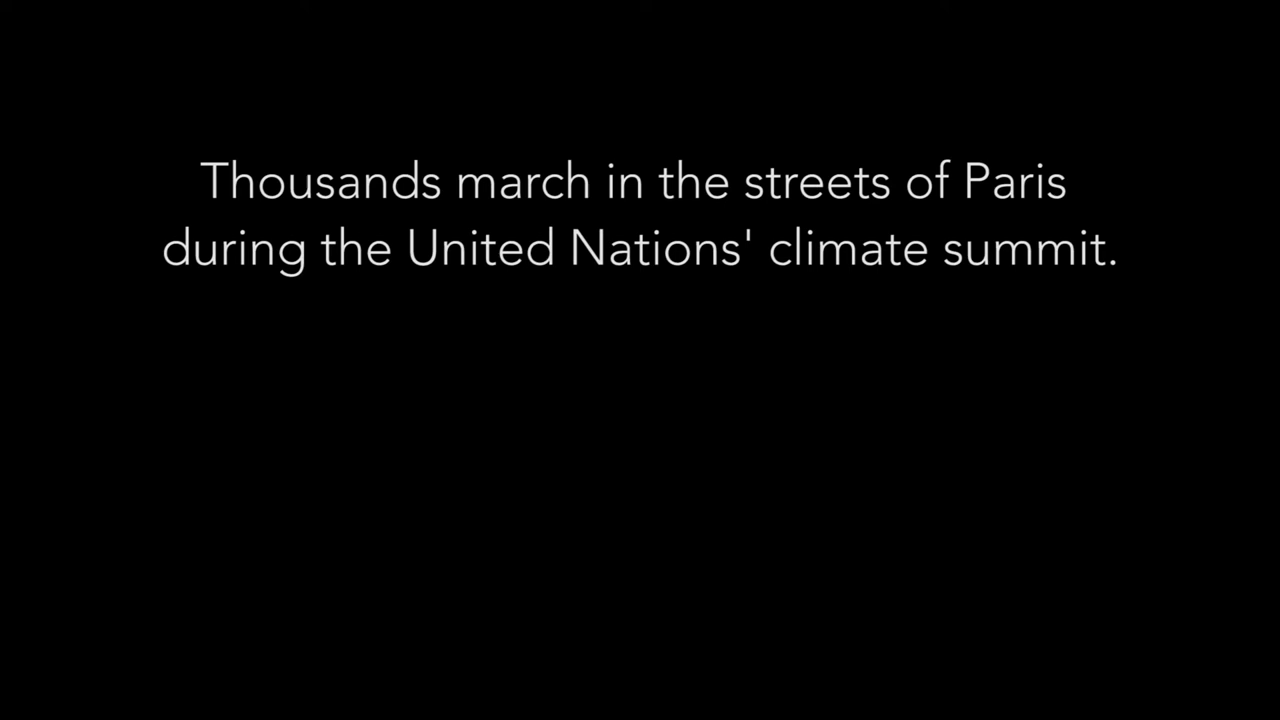 Thousands march in the streets of Paris
during the United Nations' climate summit.